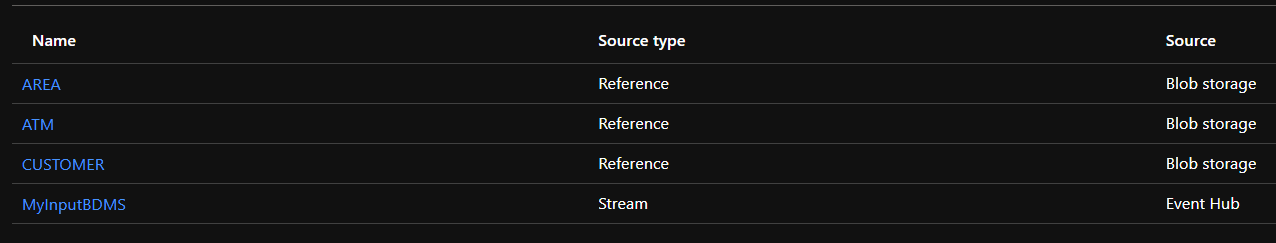 Name Source type Source
AREA Reference Blob storage
ATM Reference Blob storage
CUSTOMER Reference Blob storage
MyInputBDMS Stream Event Hub